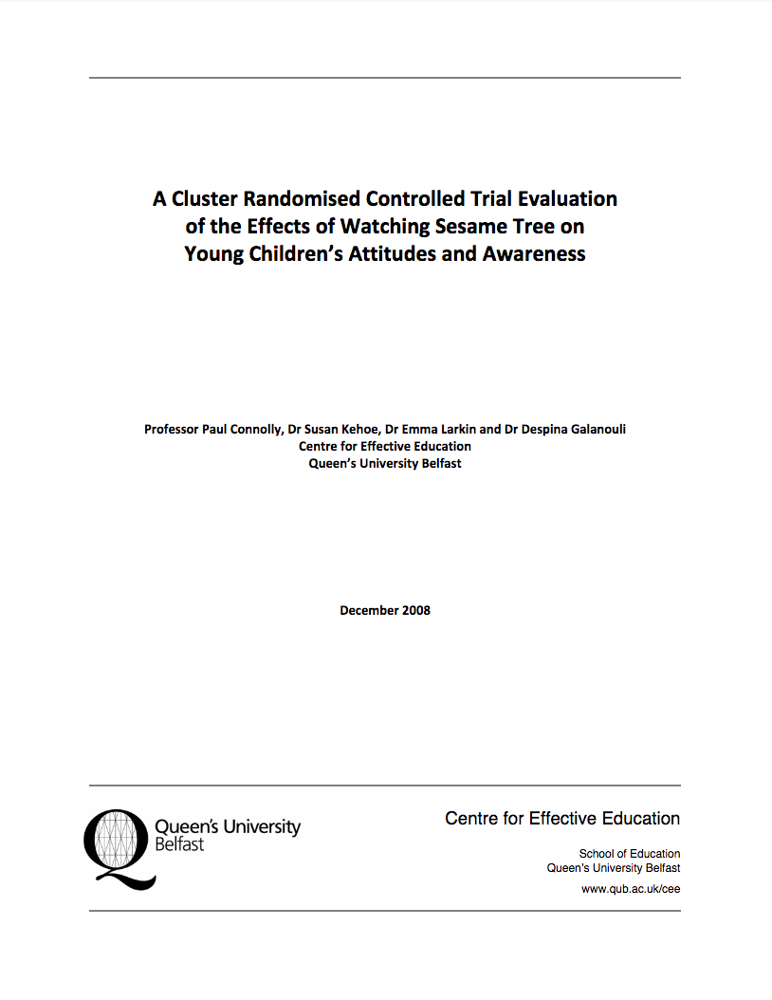 A Cluster Randomised Controlled Trial Evaluation
of the Effects of Watching Sesame Tree on
Young Children’s Attitudes and Awareness
Professor Paul Connolly, Dr Susan Kehoe, Dr Emma Larkin and Dr Despina Galanouli
Centre for Effective Education
Queen’s University Belfast
December 2008
Queen’s University
Belfast
Centre for Effective Education
School of Education
Queen’s University Belfast
www.qub.ac.uk/cee